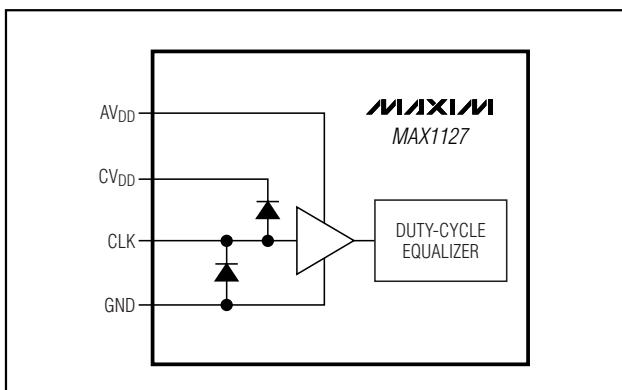 AVDD
MAXIM
MAX1127
CVDD
CLK
DUTY-CYCLE
EQUALIZER
GND